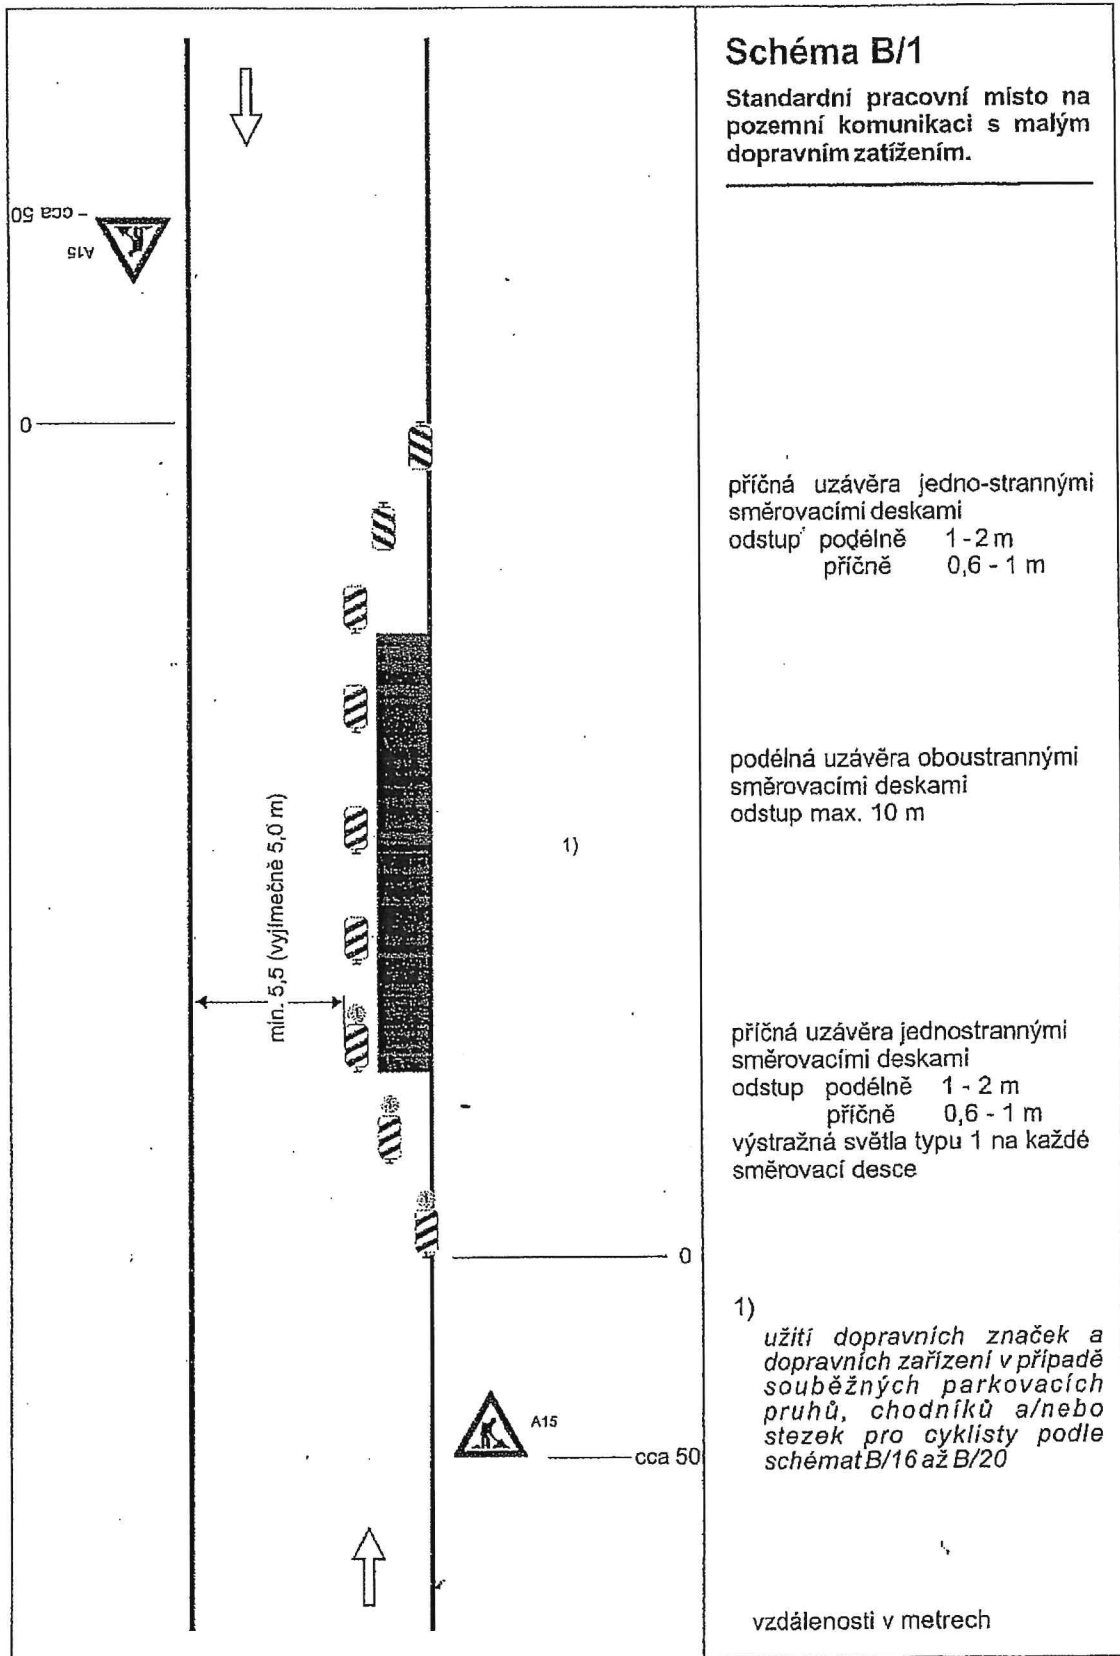 Schéma B/1
Standardní pracovní místo na
pozemní komunikaci s malým
dopravním zatížením.
cca 50
A15
0
příčná uzávěra jedno-strannými
směrovacími deskami
odstup podélně 1 - 2 m
příčně 0,6 - 1 m
podélná uzávěra oboustrannými
směrovacími deskami
odstup max. 10 m
min. 5,5 (vyjímečně 5,0 m)
1)
příčná uzávěra jednostrannými
směrovacími deskami
odstup podélně 1 - 2 m
příčně 0,6 - 1 m
výstražná světla typu 1 na každé
směrovací desce
0
A15
cca 50
1)
užití dopravních značek a
dopravních zařízení v případě
souběžných parkovacích
pruhů, chodníků a/nebo
stezek pro cyklisty podle
schémat B/16 až B/20
vzdálenosti v metrech